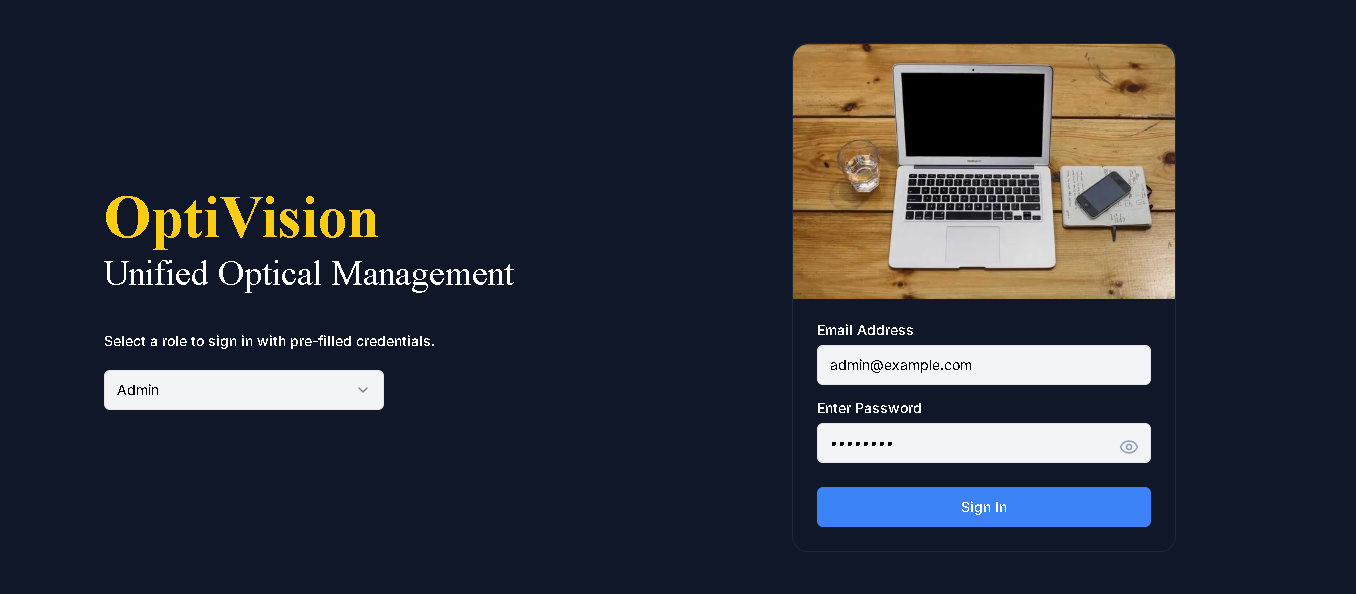 OptiVision
Unified Optical Management
Select a role to sign in with pre-filled credentials.
Admin
Email Address
admin@example.com
Enter Password
••••••••
Sign In